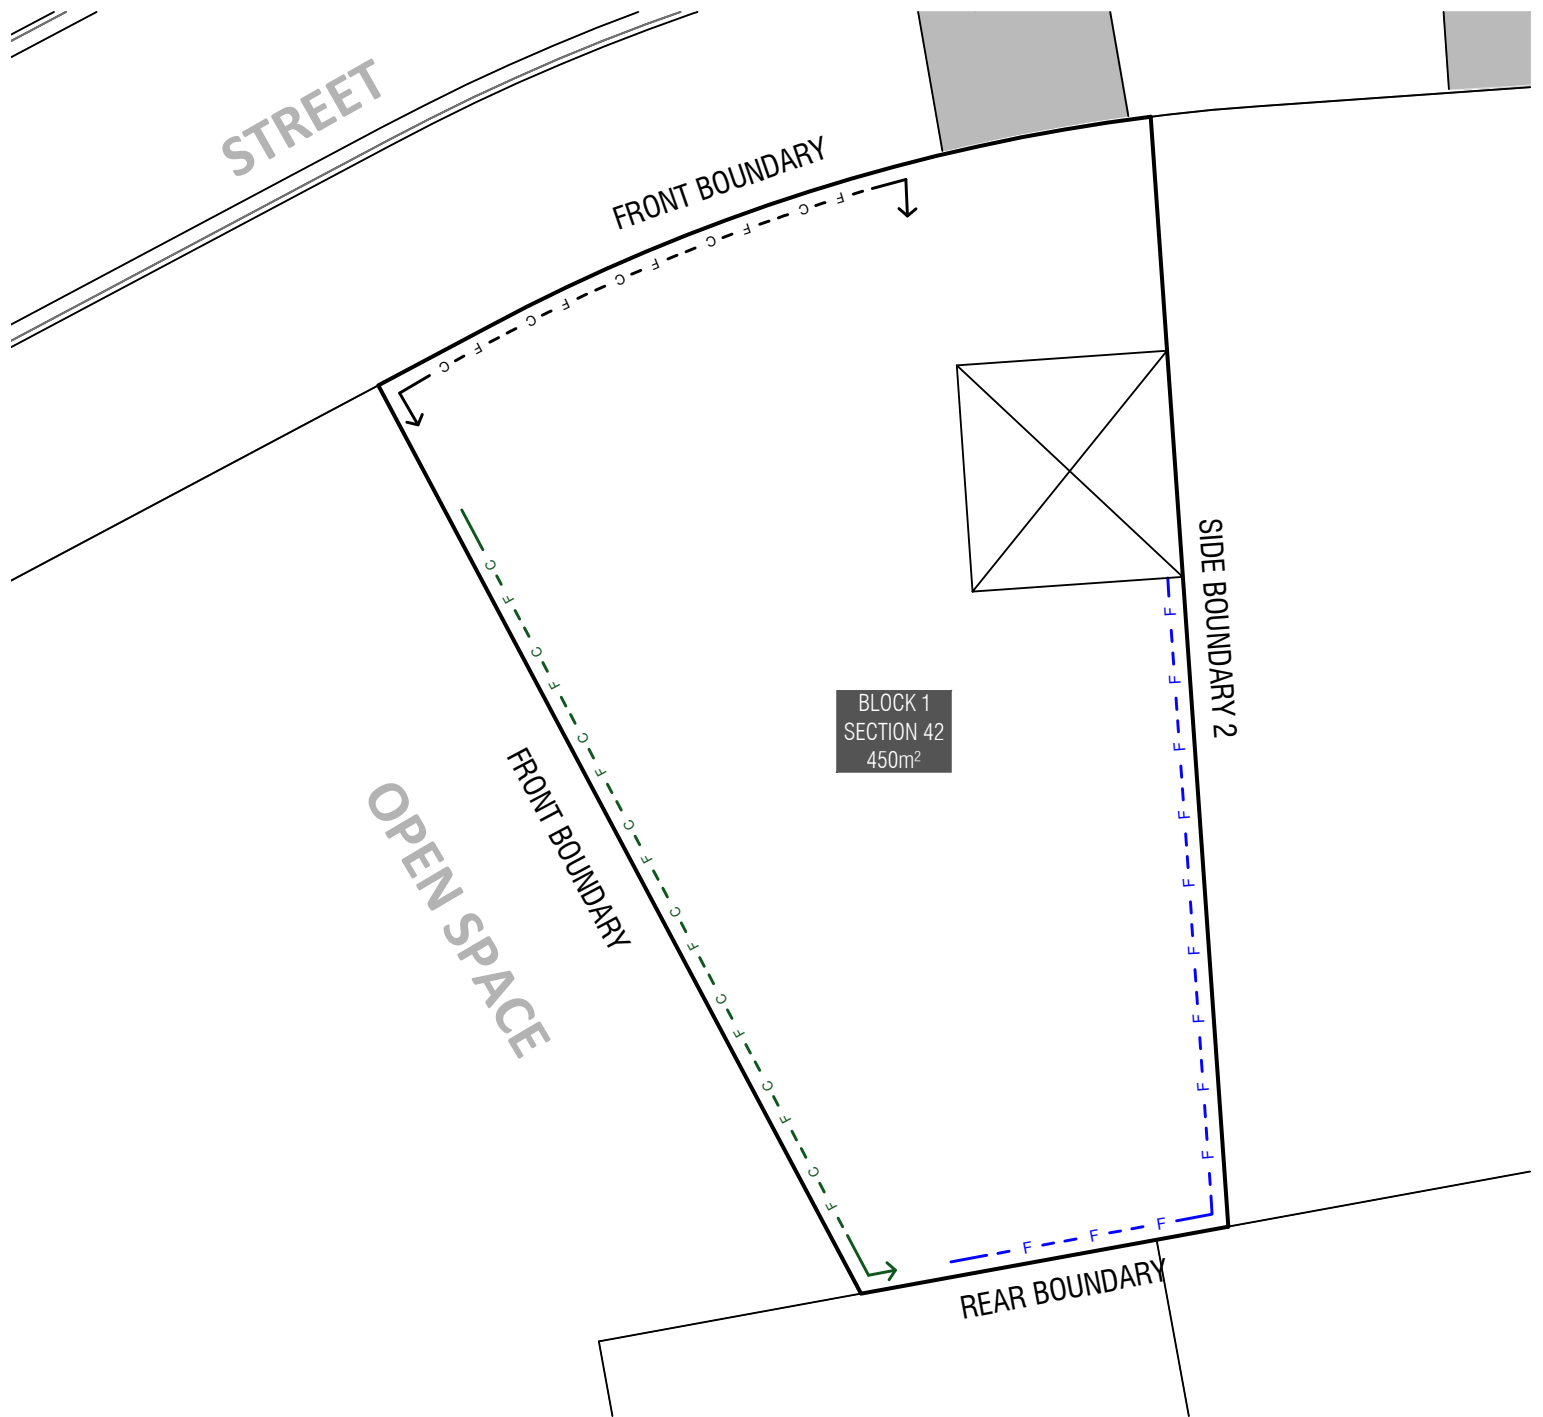 STREET
FRONT BOUNDARY
C F C F C F C F C F
SIDE BOUNDARY 2
BLOCK 1
SECTION 42
450m²
FRONT BOUNDARY
OPEN SPACE
C F C F C F C F C F C F C F C F
F F F F F F F F F
F F F
REAR BOUNDARY